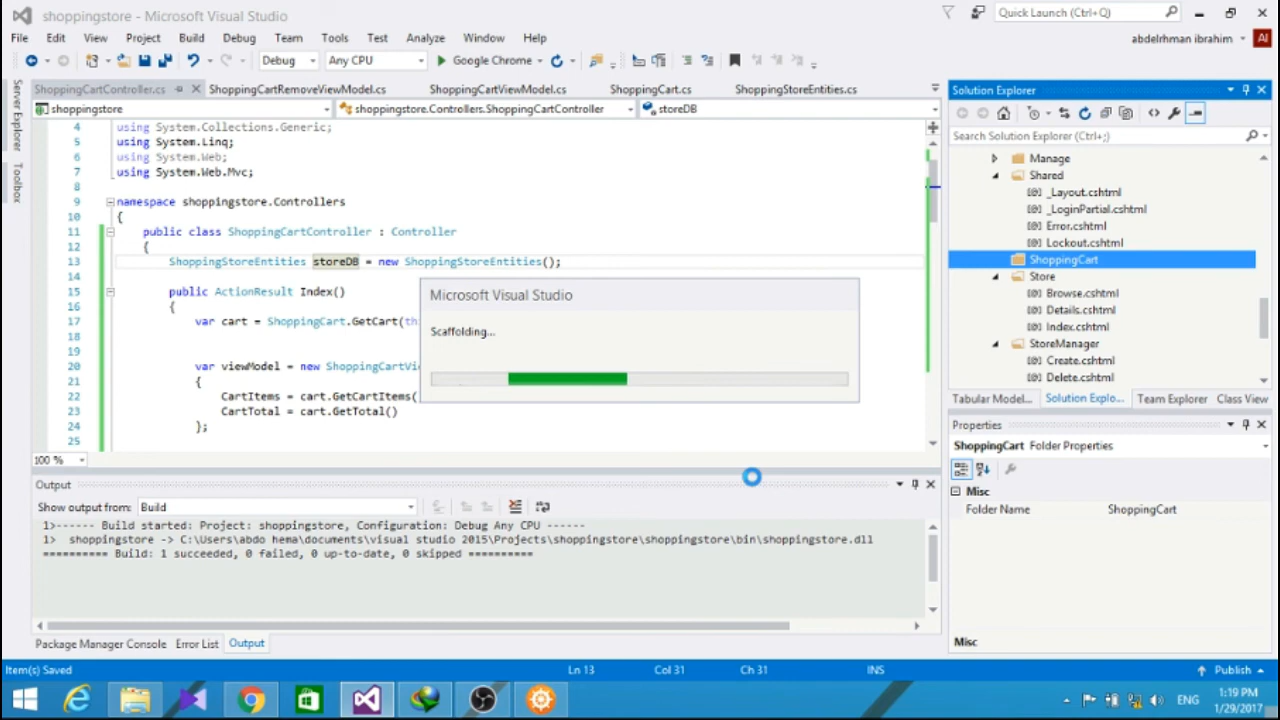 shoppingstore - Microsoft Visual Studio
Quick Launch (Ctrl+Q)
File Edit View Project Build Debug Team Tools Test Analyze Window Help
abdelrhman ibrahim
AI
Debug Any CPU Google Chrome
Server Explorer
Toolbox
ShoppingCartController.cs ShoppingCartRemoveViewModel.cs ShoppingCartViewModel.cs ShoppingCart.cs ShoppingStoreEntities.cs
shoppingstore shoppingstore.Controllers.ShoppingCartController storeDB
4 using System.Collections.Generic;
5 using System.Linq;
6 using System.Web;
7 using System.Web.Mvc;
8
9 namespace shoppingstore.Controllers
10 {
11 public class ShoppingCartController : Controller
12 {
13 ShoppingStoreEntities storeDB = new ShoppingStoreEntities();
14
15 public ActionResult Index()
16 {
17 var cart = ShoppingCart.GetCart(th
18
19
20 var viewModel = new ShoppingCartVi
21 {
22 CartItems = cart.GetCartItems(
23 CartTotal = cart.GetTotal()
24 };
25
100 %
Microsoft Visual Studio
Scaffolding...
Solution Explorer
Search Solution Explorer (Ctrl+;)
Manage
Shared
_Layout.cshtml
_LoginPartial.cshtml
Error.cshtml
Lockout.cshtml
ShoppingCart
Store
Browse.cshtml
Details.cshtml
Index.cshtml
StoreManager
Create.cshtml
Delete.cshtml
Tabular Model... Solution Explo... Team Explorer Class View
Properties
ShoppingCart Folder Properties
Misc
Folder Name ShoppingCart
Misc
Output
Show output from: Build
1>------ Build started: Project: shoppingstore, Configuration: Debug Any CPU ------
1> shoppingstore -> C:\Users\abdo hema\documents\visual studio 2015\Projects\shoppingstore\shoppingstore\bin\shoppingstore.dll
========== Build: 1 succeeded, 0 failed, 0 up-to-date, 0 skipped ==========
Package Manager Console Error List Output
Item(s) Saved Ln 13 Col 31 Ch 31 INS Publish
ENG
1:19 PM
1/29/2017